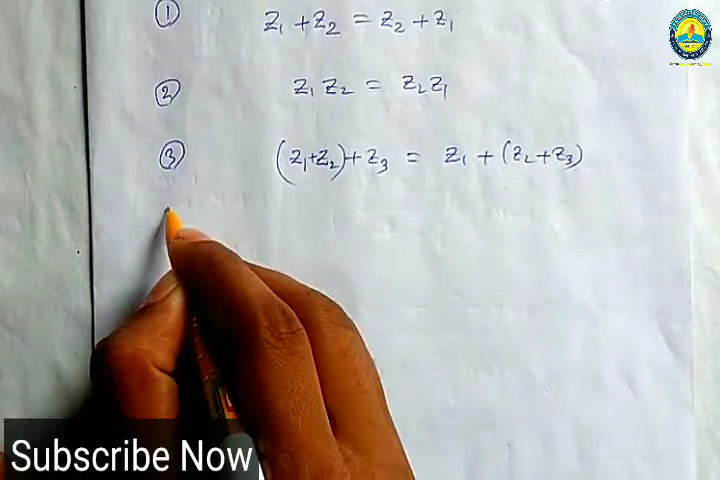 ① z₁ + z₂ = z₂ + z₁
② z₁ z₂ = z₂ z₁
③ (z₁+z₂)+z₃ = z₁ + (z₂+z₃)
Subscribe Now